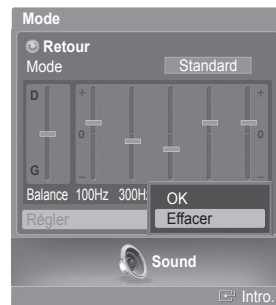 Mode
Retour
Mode Standard
D + +
0 0
G - -
Balance 100Hz 300H
OK
Régler Effacer
Sound
Intro.